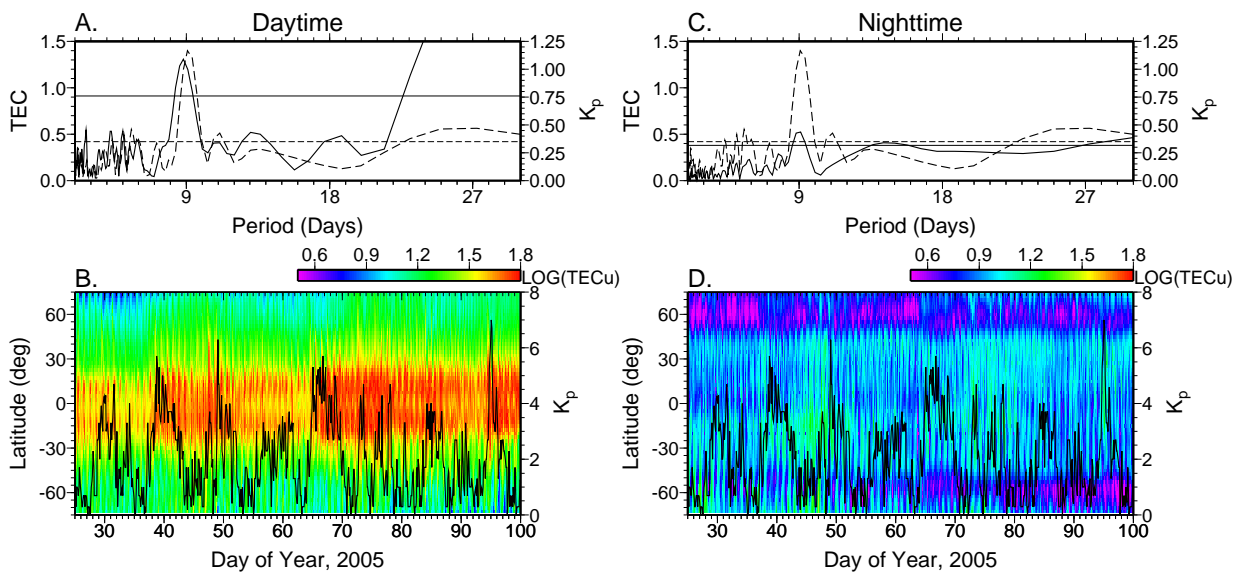 A. Daytime
1.5
1.0
0.5
0.0
TEC
1.25
1.00
0.75
0.50
0.25
0.00
Kp
9 18 27
Period (Days)
C. Nighttime
1.5
1.0
0.5
0.0
TEC
1.25
1.00
0.75
0.50
0.25
0.00
Kp
9 18 27
Period (Days)
B.
0.6 0.9 1.2 1.5 1.8
LOG(TECu)
60
30
0
-30
-60
Latitude (deg)
8
6
4
2
0
Kp
30 40 50 60 70 80 90 100
Day of Year, 2005
D.
0.6 0.9 1.2 1.5 1.8
LOG(TECu)
60
30
0
-30
-60
Latitude (deg)
8
6
4
2
0
Kp
30 40 50 60 70 80 90 100
Day of Year, 2005